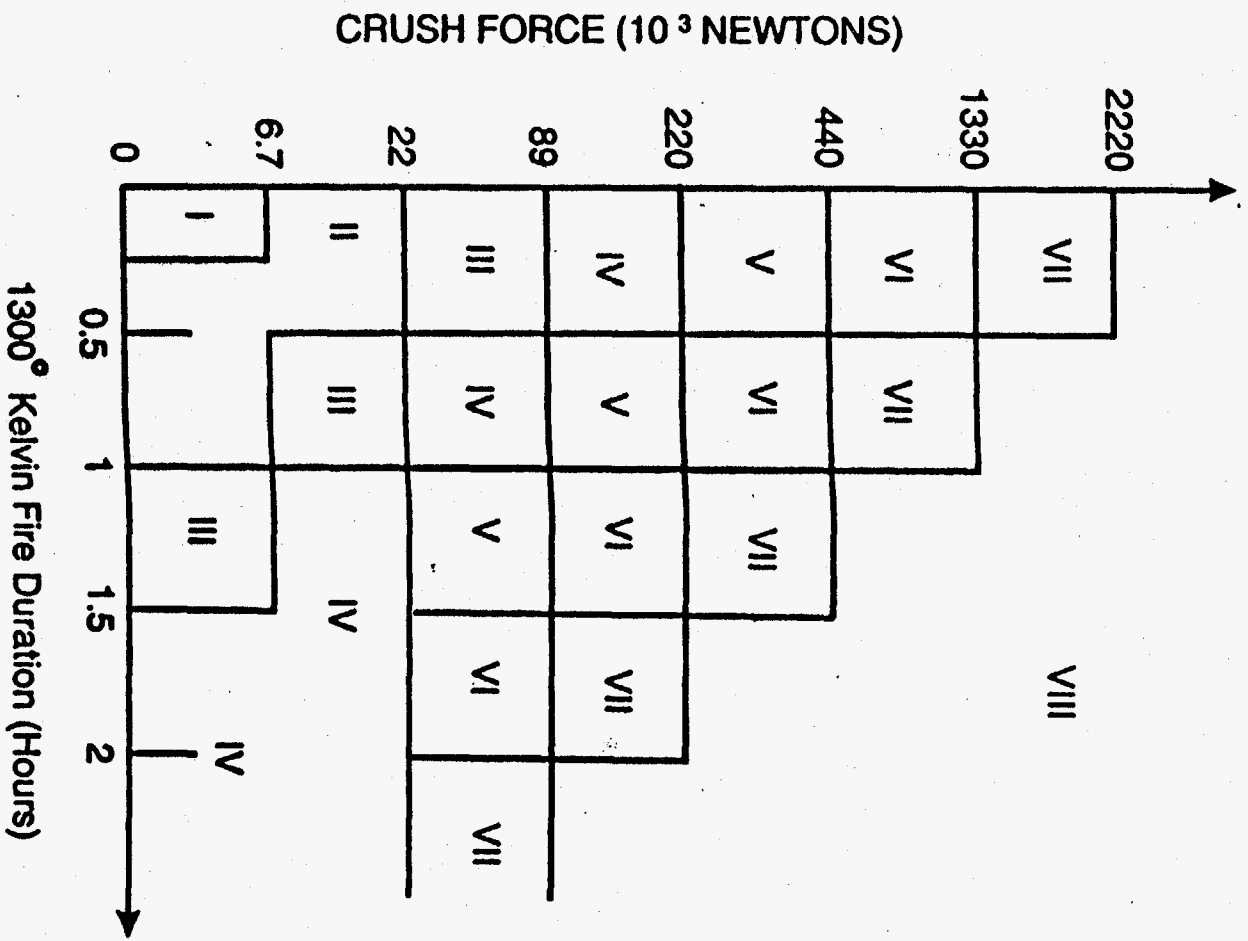 CRUSH FORCE (10 ³ NEWTONS)
2220
VII VIII
1330
VI VII
440
V VI VII
220
IV V VI VII
89
III IV V VI VII
22
II III IV
6.7
I III IV
0
0.5 1 1.5 2
1300° Kelvin Fire Duration (Hours)